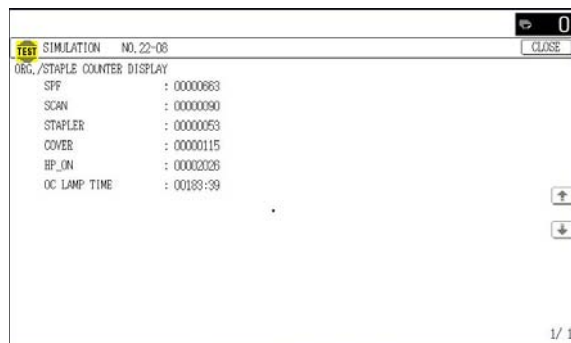 0
TEST SIMULATION NO.22-08 CLOSE
ORG./STAPLE COUNTER DISPLAY
SPF : 00000663
SCAN : 00000090
STAPLER : 00000053
COVER : 00000115
HP_ON : 00002026
OC LAMP TIME : 00183:39
1/ 1